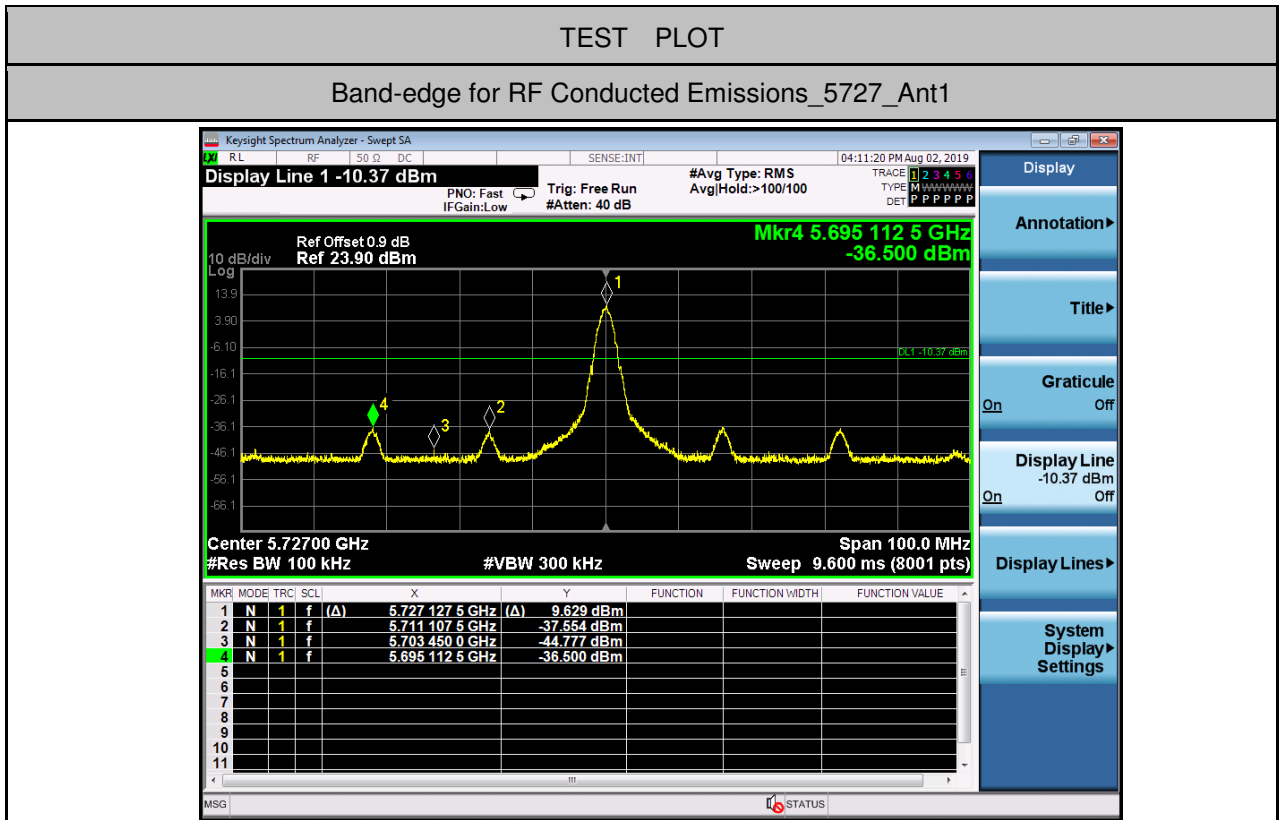 TEST PLOT
Band-edge for RF Conducted Emissions_5727_Ant1
Keysight Spectrum Analyzer - Swept SA
LXI RL RF 50 Ω DC SENSE:INT 04:11:20 PM Aug 02, 2019
Display Line 1 -10.37 dBm
PNO: Fast
IFGain:Low
Trig: Free Run
#Atten: 40 dB
#Avg Type: RMS
Avg|Hold:>100/100
TRACE 1 2 3 4 5 6
TYPE M WWWWW
DET P P P P P P
Mkr4 5.695 112 5 GHz
-36.500 dBm
Ref Offset 0.9 dB
10 dB/div Ref 23.90 dBm
Log
13.9
3.90
-6.10
-16.1
-26.1
-36.1
-46.1
-56.1
-66.1
1
DL1 -10.37 dBm
4
3
2
Center 5.72700 GHz Span 100.0 MHz
#Res BW 100 kHz #VBW 300 kHz Sweep 9.600 ms (8001 pts)
MKR MODE TRC SCL X Y FUNCTION FUNCTION WIDTH FUNCTION VALUE
1 N 1 f (Δ) 5.727 127 5 GHz (Δ) 9.629 dBm
2 N 1 f 5.711 107 5 GHz -37.554 dBm
3 N 1 f 5.703 450 0 GHz -44.777 dBm
4 N 1 f 5.695 112 5 GHz -36.500 dBm
5
6
7
8
9
10
11
MSG STATUS
Display
Annotation
Title
Graticule
On Off
Display Line
-10.37 dBm
On Off
Display Lines
System
Display
Settings